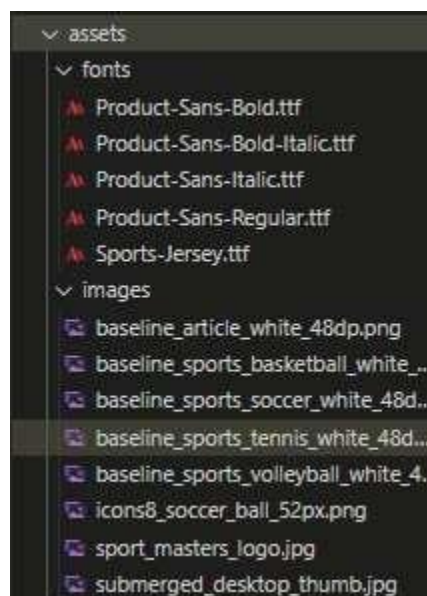 assets
fonts
Product-Sans-Bold.ttf
Product-Sans-Bold-Italic.ttf
Product-Sans-Italic.ttf
Product-Sans-Regular.ttf
Sports-Jersey.ttf
images
baseline_article_white_48dp.png
baseline_sports_basketball_white_...
baseline_sports_soccer_white_48d...
baseline_sports_tennis_white_48d...
baseline_sports_volleyball_white_4...
icons8_soccer_ball_52px.png
sport_masters_logo.jpg
submerged_desktop_thumb.jpg